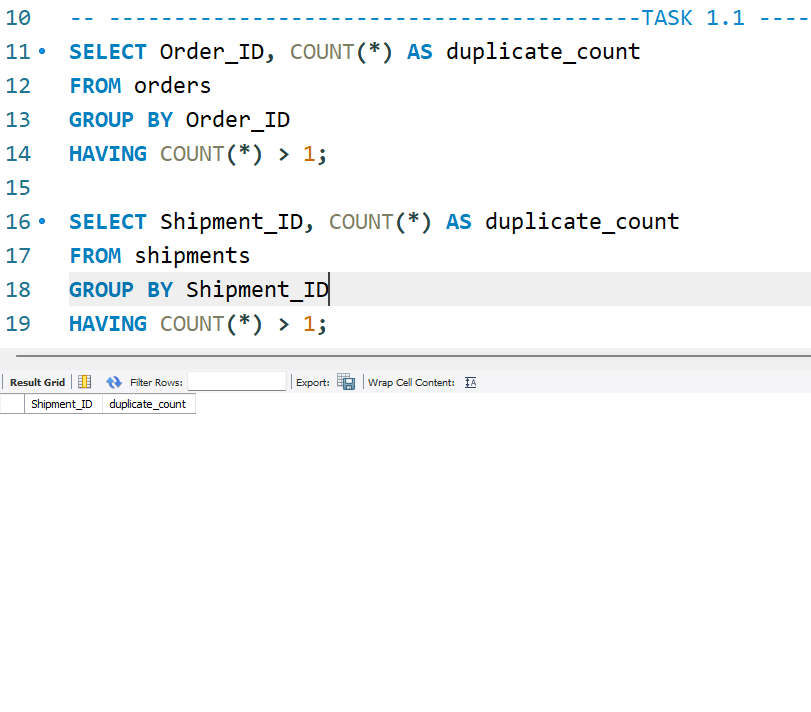 10 -- -----------------------------------------TASK 1.1 ----
11 SELECT Order_ID, COUNT(*) AS duplicate_count
12 FROM orders
13 GROUP BY Order_ID
14 HAVING COUNT(*) > 1;
15
16 SELECT Shipment_ID, COUNT(*) AS duplicate_count
17 FROM shipments
18 GROUP BY Shipment_ID
19 HAVING COUNT(*) > 1;
Result Grid Filter Rows: Export: Wrap Cell Content:
Shipment_ID duplicate_count